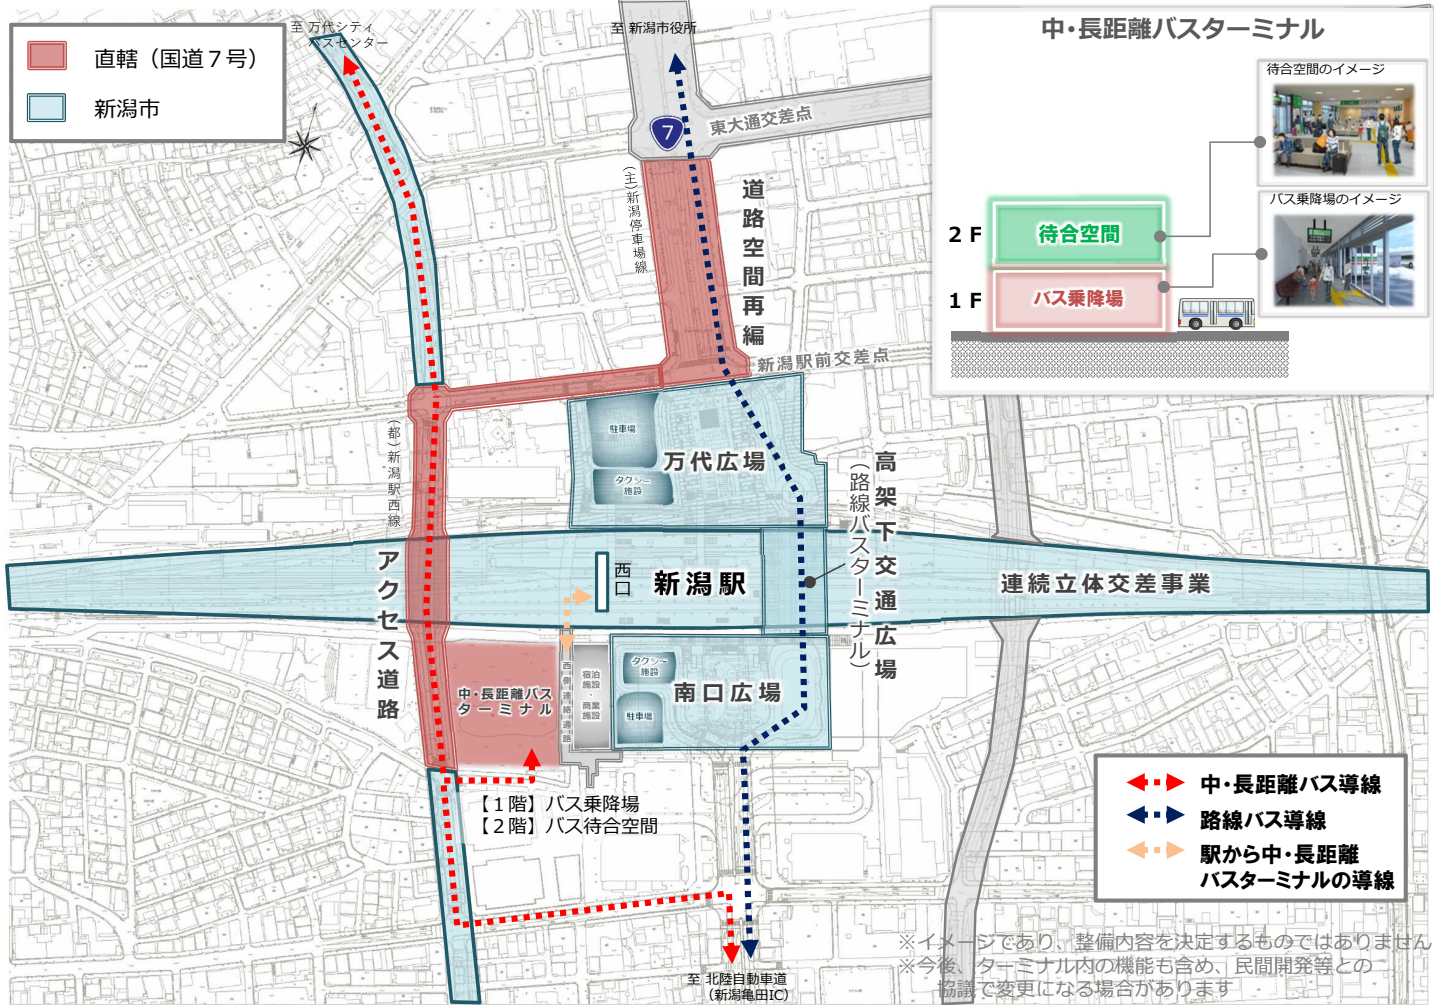 直轄（国道７号）
新潟市
至 万代シティ
バスセンター
至 新潟市役所
7
東大通交差点
(主)新潟停車場線
道路空間再編
新潟駅前交差点
中・長距離バスターミナル
待合空間のイメージ
バス乗降場のイメージ
２Ｆ
待合空間
１Ｆ
バス乗降場
駐車場
タクシー
施設
万代広場
(都)新潟駅西線
アクセス道路
高架下交通広場
（路線バスターミナル）
西口
新潟駅
連続立体交差事業
中・長距離バス
ターミナル
西側連絡通路
宿泊
施設
・
商業
施設
タクシー
施設
駐車場
南口広場
【１階】バス乗降場
【２階】バス待合空間
中・長距離バス導線
路線バス導線
駅から中・長距離
バスターミナルの導線
※イメージであり、整備内容を決定するものではありません
※今後、ターミナル内の機能も含め、民間開発等との
協議で変更になる場合があります
至 北陸自動車道
（新潟亀田IC）